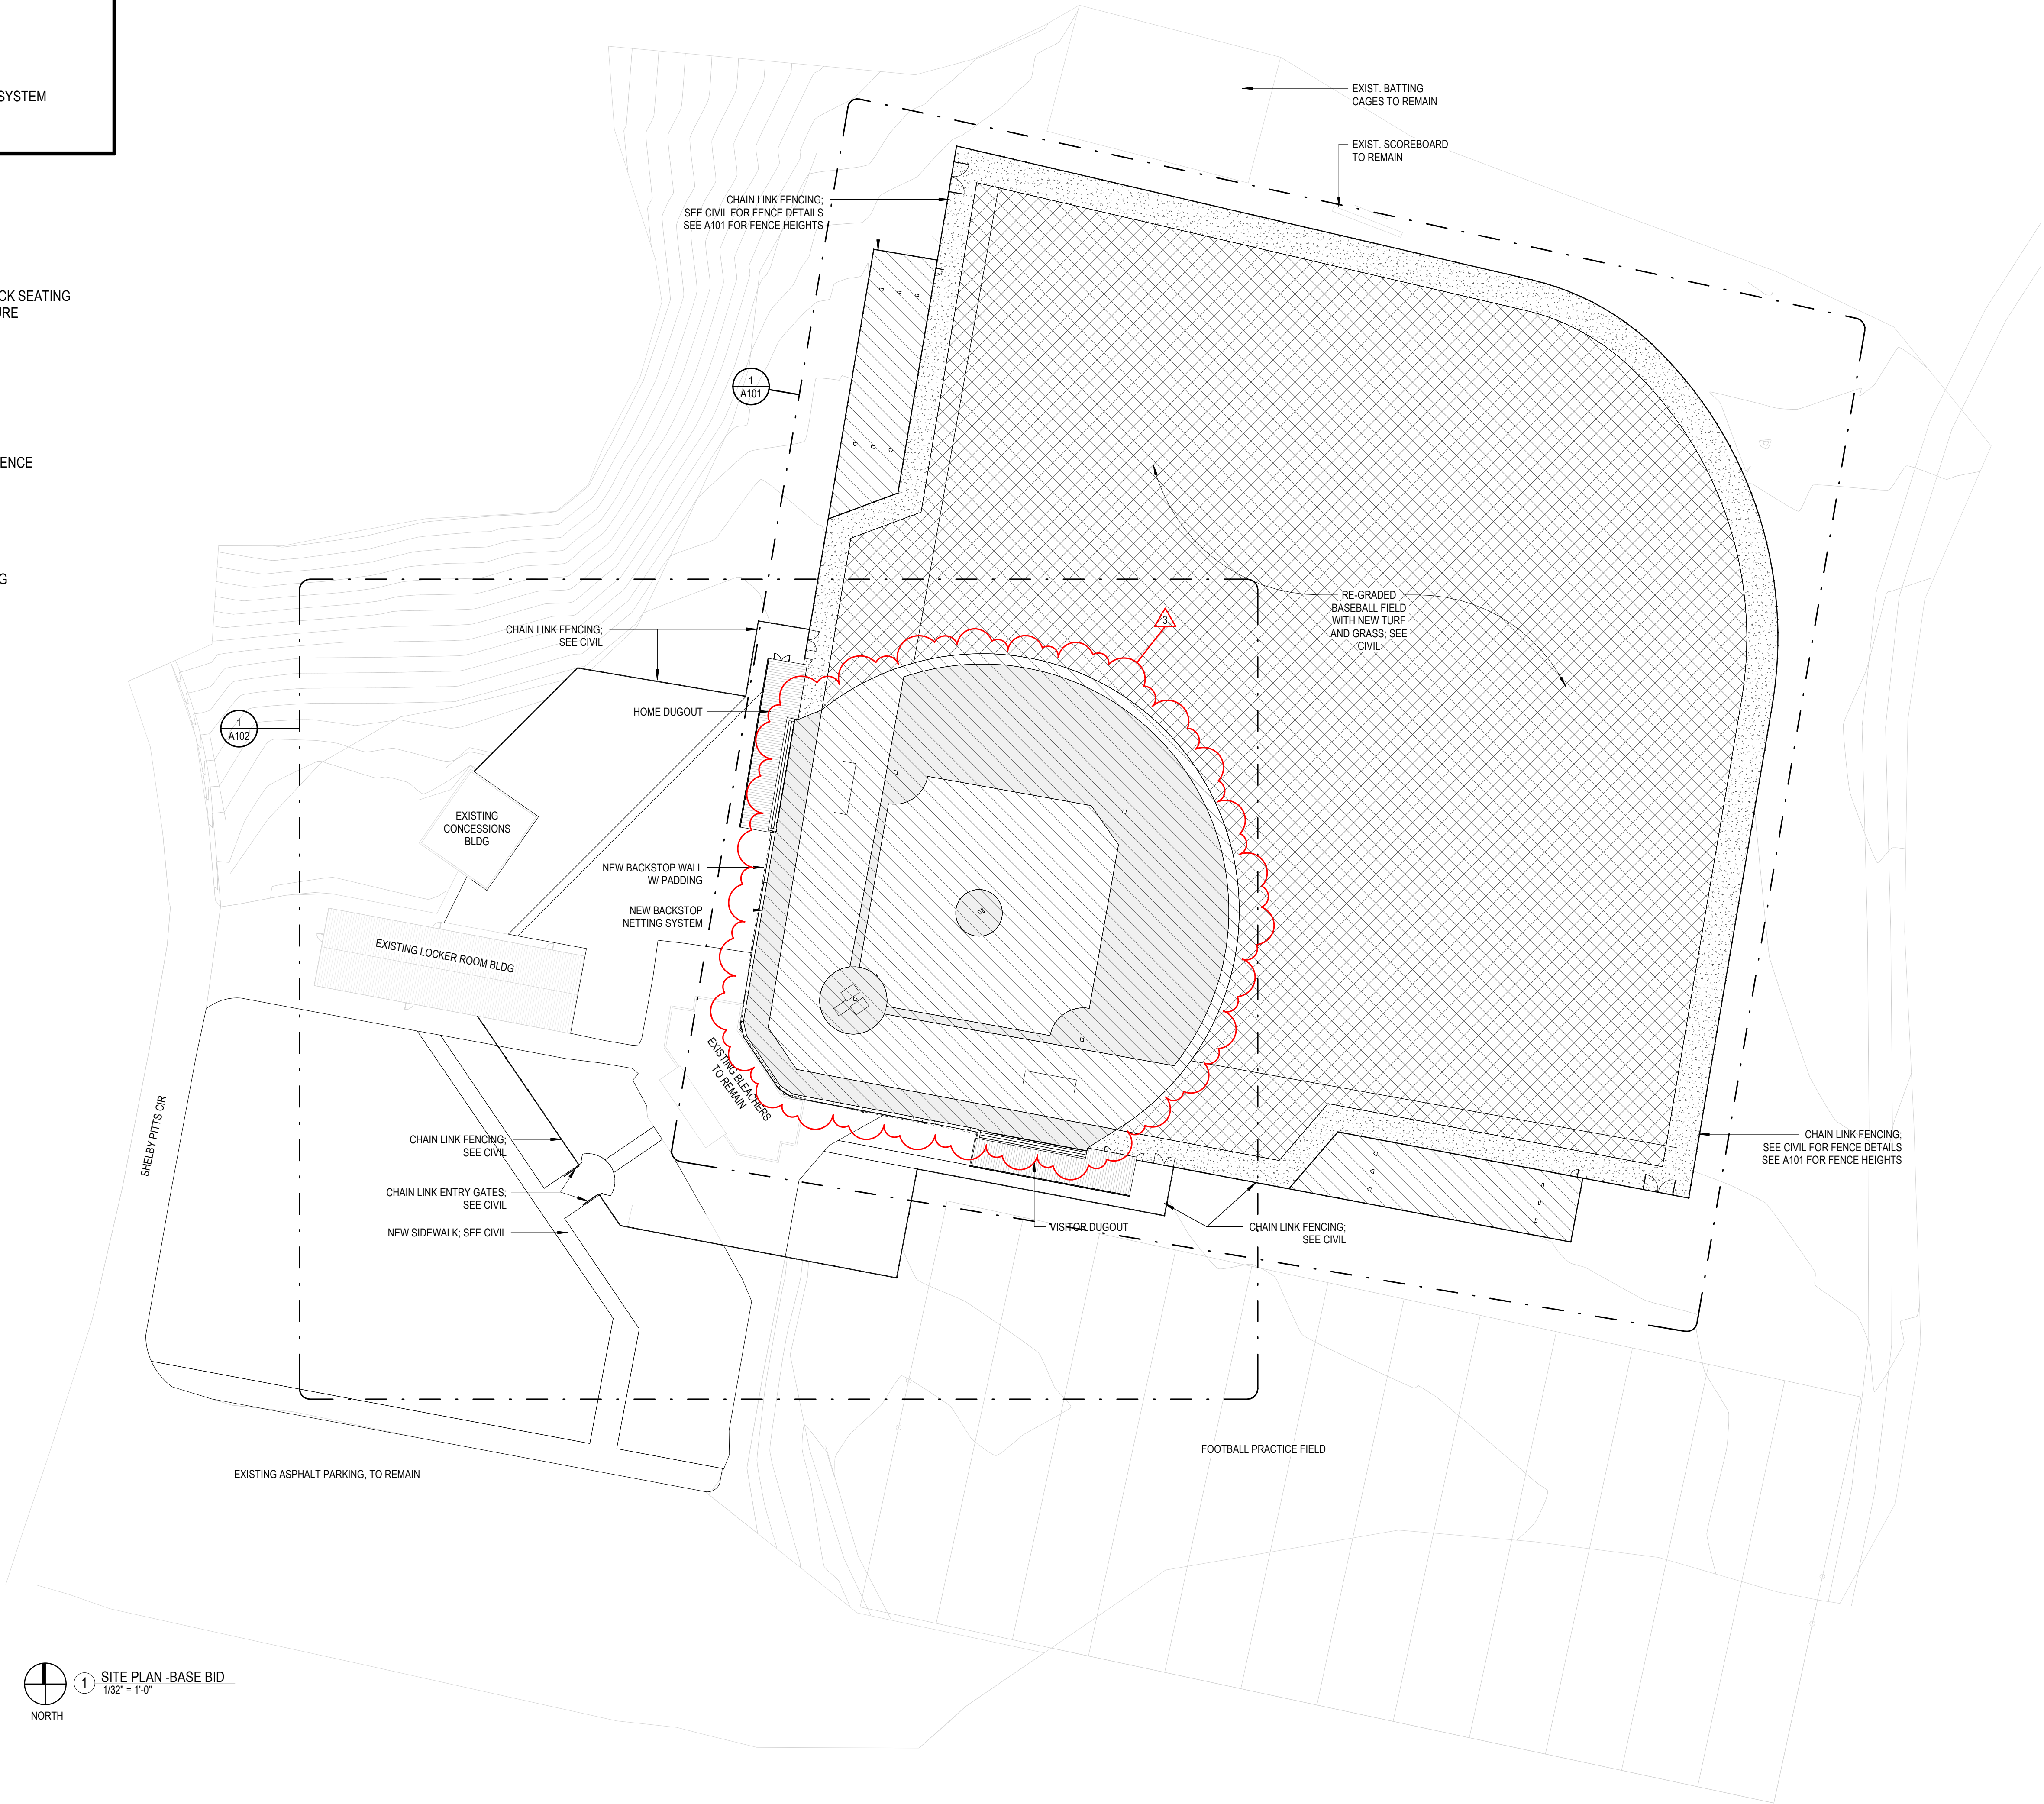 SYSTEM
CK SEATING
URE
ENCE
G
EXIST. BATTING
CAGES TO REMAIN
EXIST. SCOREBOARD
TO REMAIN
CHAIN LINK FENCING;
SEE CIVIL FOR FENCE DETAILS
SEE A101 FOR FENCE HEIGHTS
1
A101
RE-GRADED
BASEBALL FIELD
WITH NEW TURF
AND GRASS; SEE
CIVIL
3
CHAIN LINK FENCING;
SEE CIVIL
HOME DUGOUT
1
A102
EXISTING
CONCESSIONS
BLDG
NEW BACKSTOP WALL
W/ PADDING
NEW BACKSTOP
NETTING SYSTEM
EXISTING LOCKER ROOM BLDG
EXISTING BLEACHERS
TO REMAIN
SHELBY PITTS CIR
CHAIN LINK FENCING;
SEE CIVIL
CHAIN LINK ENTRY GATES;
SEE CIVIL
NEW SIDEWALK; SEE CIVIL
VISITOR DUGOUT
CHAIN LINK FENCING;
SEE CIVIL
CHAIN LINK FENCING;
SEE CIVIL FOR FENCE DETAILS
SEE A101 FOR FENCE HEIGHTS
FOOTBALL PRACTICE FIELD
EXISTING ASPHALT PARKING, TO REMAIN
1
SITE PLAN -BASE BID
1/32" = 1'-0"
NORTH